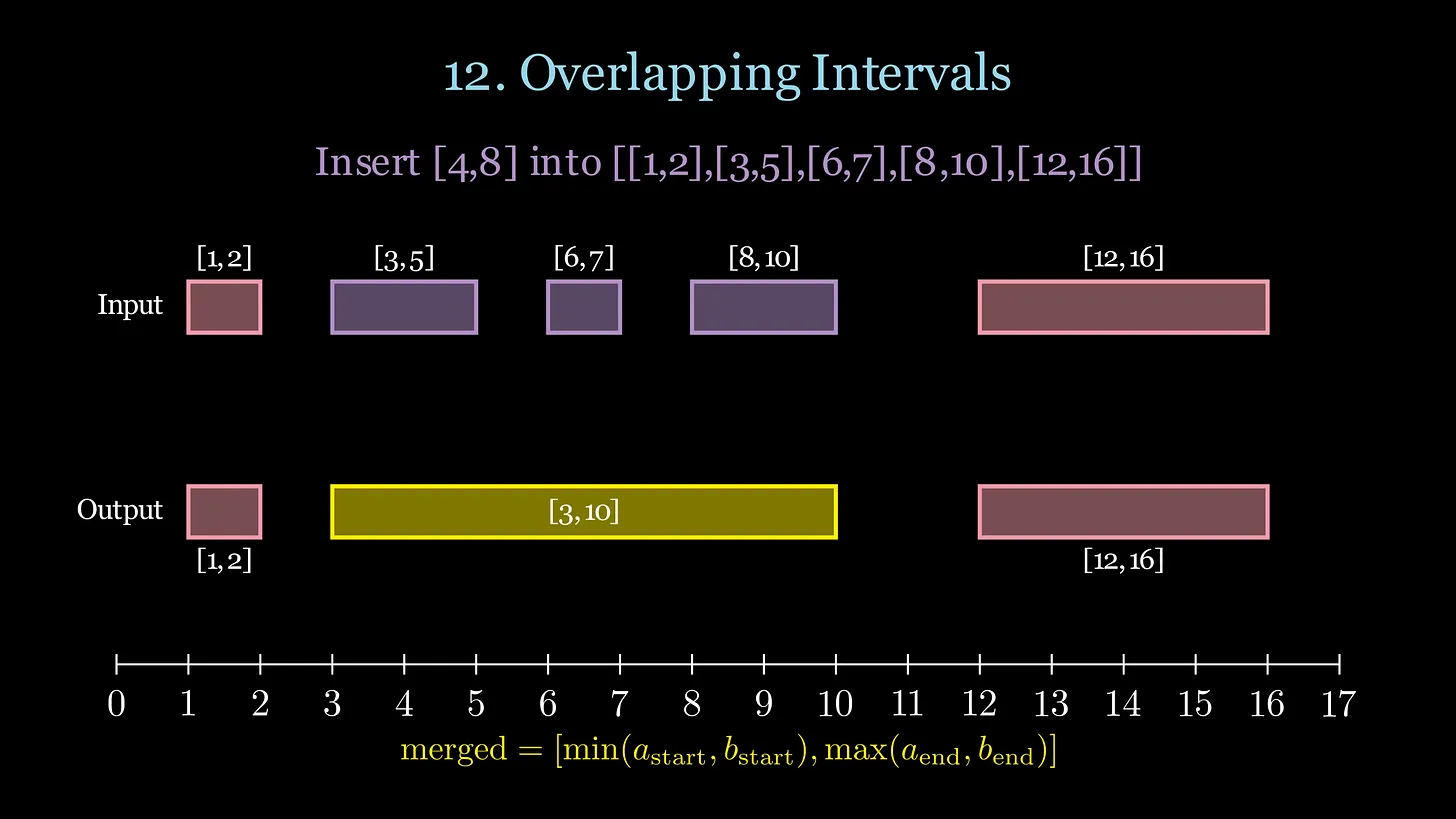 12. Overlapping Intervals
Insert [4,8] into [[1,2],[3,5],[6,7],[8,10],[12,16]]
[1,2] [3,5] [6,7] [8,10] [12,16]
Input
Output
[3,10]
[1,2] [12,16]
0 1 2 3 4 5 6 7 8 9 10 11 12 13 14 15 16 17
merged = [min(a_start, b_start), max(a_end, b_end)]